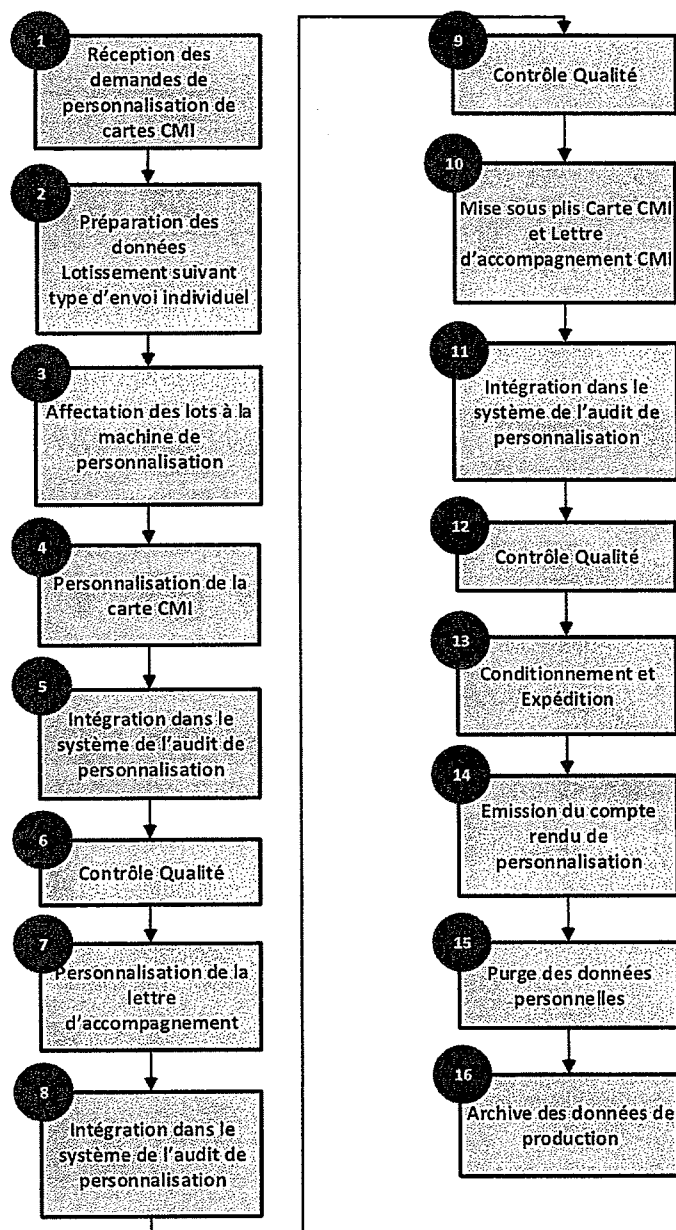 1
Réception des
demandes de
personnalisation de
cartes CMI
2
Préparation des
données
Lotissement suivant
type d'envoi individuel
3
Affectation des lots à la
machine de
personnalisation
4
Personnalisation de la
carte CMI
5
Intégration dans le
système de l'audit de
personnalisation
6
Contrôle Qualité
7
Personnalisation de la
lettre
d'accompagnement
8
Intégration dans le
système de l'audit de
personnalisation
9
Contrôle Qualité
10
Mise sous plis Carte CMI
et Lettre
d'accompagnement CMI
11
Intégration dans le
système de l'audit de
personnalisation
12
Contrôle Qualité
13
Conditionnement et
Expédition
14
Emission du compte
rendu de
personnalisation
15
Purge des données
personnelles
16
Archive des données de
production